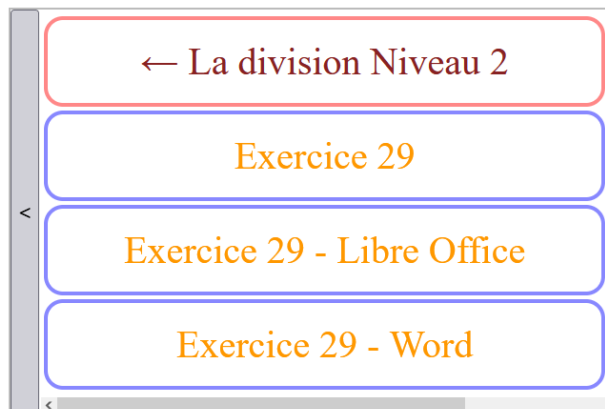 ← La division Niveau 2
Exercice 29
<
Exercice 29 - Libre Office
Exercice 29 - Word
<